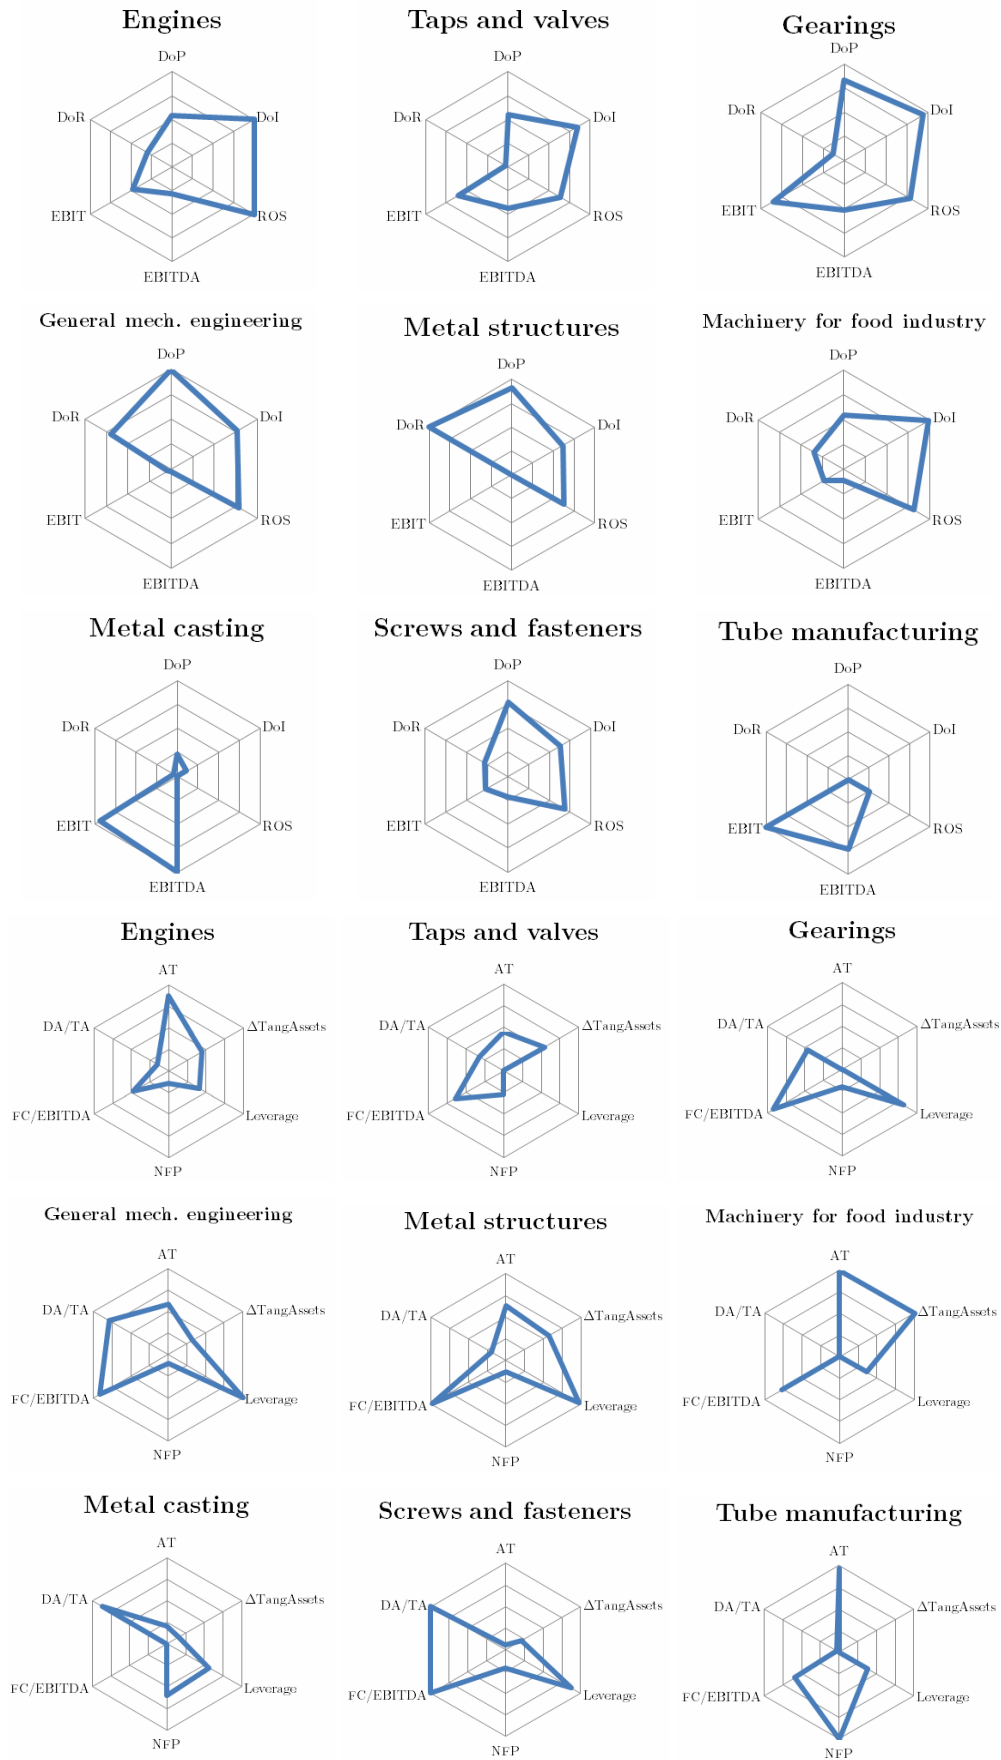 Engines
DoP
DoI
ROS
EBITDA
EBIT
DoR
Taps and valves
DoP
DoI
ROS
EBITDA
EBIT
DoR
Gearings
DoP
DoI
ROS
EBITDA
EBIT
DoR
General mech. engineering
DoP
DoI
ROS
EBITDA
EBIT
DoR
Metal structures
DoP
DoI
ROS
EBITDA
EBIT
DoR
Machinery for food industry
DoP
DoI
ROS
EBITDA
EBIT
DoR
Metal casting
DoP
DoI
ROS
EBITDA
EBIT
DoR
Screws and fasteners
DoP
DoI
ROS
EBITDA
EBIT
DoR
Tube manufacturing
DoP
DoI
ROS
EBITDA
EBIT
DoR
Engines
AT
ΔTangAssets
Leverage
NFP
FC/EBITDA
DA/TA
Taps and valves
AT
ΔTangAssets
Leverage
NFP
FC/EBITDA
DA/TA
Gearings
AT
ΔTangAssets
Leverage
NFP
FC/EBITDA
DA/TA
General mech. engineering
AT
ΔTangAssets
Leverage
NFP
FC/EBITDA
DA/TA
Metal structures
AT
ΔTangAssets
Leverage
NFP
FC/EBITDA
DA/TA
Machinery for food industry
AT
ΔTangAssets
Leverage
NFP
FC/EBITDA
DA/TA
Metal casting
AT
ΔTangAssets
Leverage
NFP
FC/EBITDA
DA/TA
Screws and fasteners
AT
ΔTangAssets
Leverage
NFP
FC/EBITDA
DA/TA
Tube manufacturing
AT
ΔTangAssets
Leverage
NFP
FC/EBITDA
DA/TA